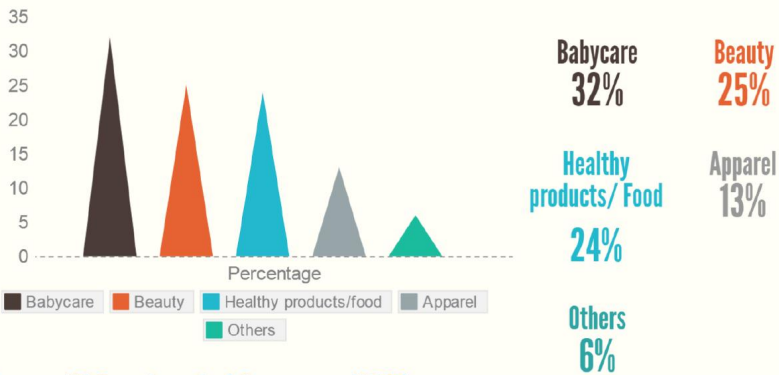 35
30
25
20
15
10
5
0
Percentage
Babycare
Beauty
Healthy products/food
Apparel
Others
Babycare
32%
Beauty
25%
Healthy
products/ Food
24%
Apparel
13%
Others
6%